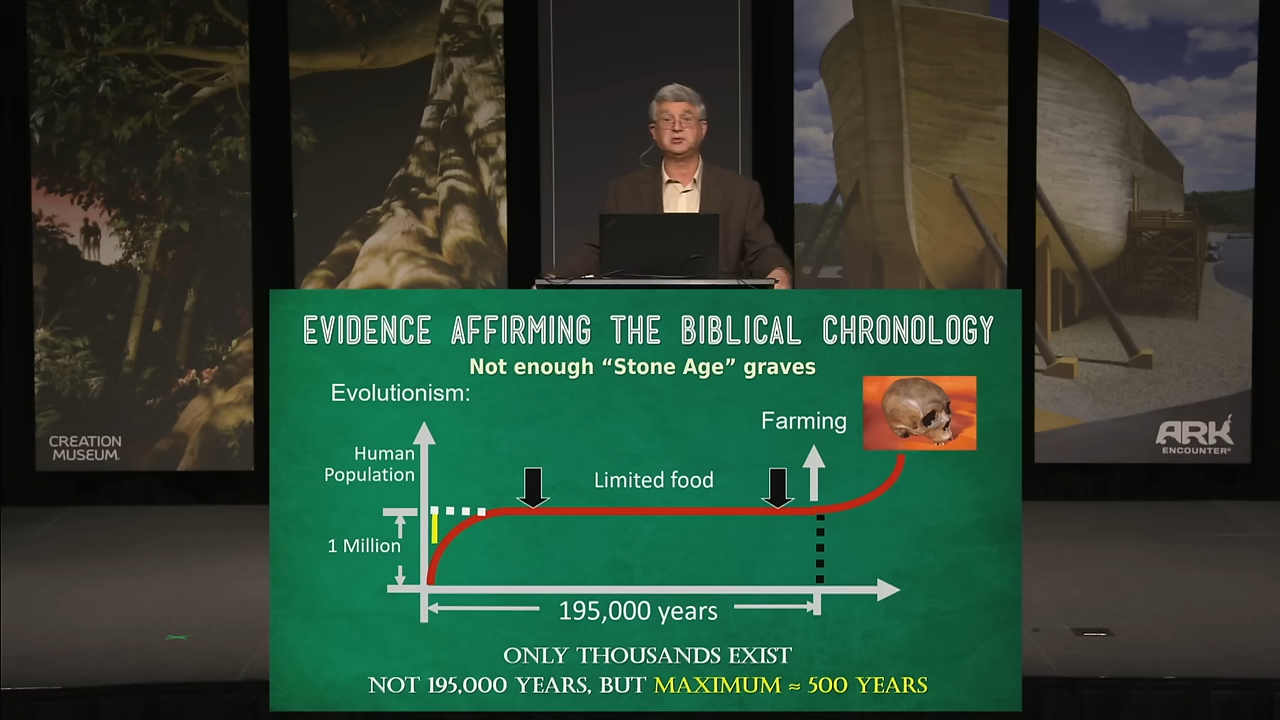 EVIDENCE AFFIRMING THE BIBLICAL CHRONOLOGY
Not enough “Stone Age” graves
Evolutionism:
Farming
Human
Population
Limited food
1 Million
195,000 years
ONLY THOUSANDS EXIST
NOT 195,000 YEARS, BUT MAXIMUM ≈ 500 YEARS
CREATION
MUSEUM.
ARK
ENCOUNTER®